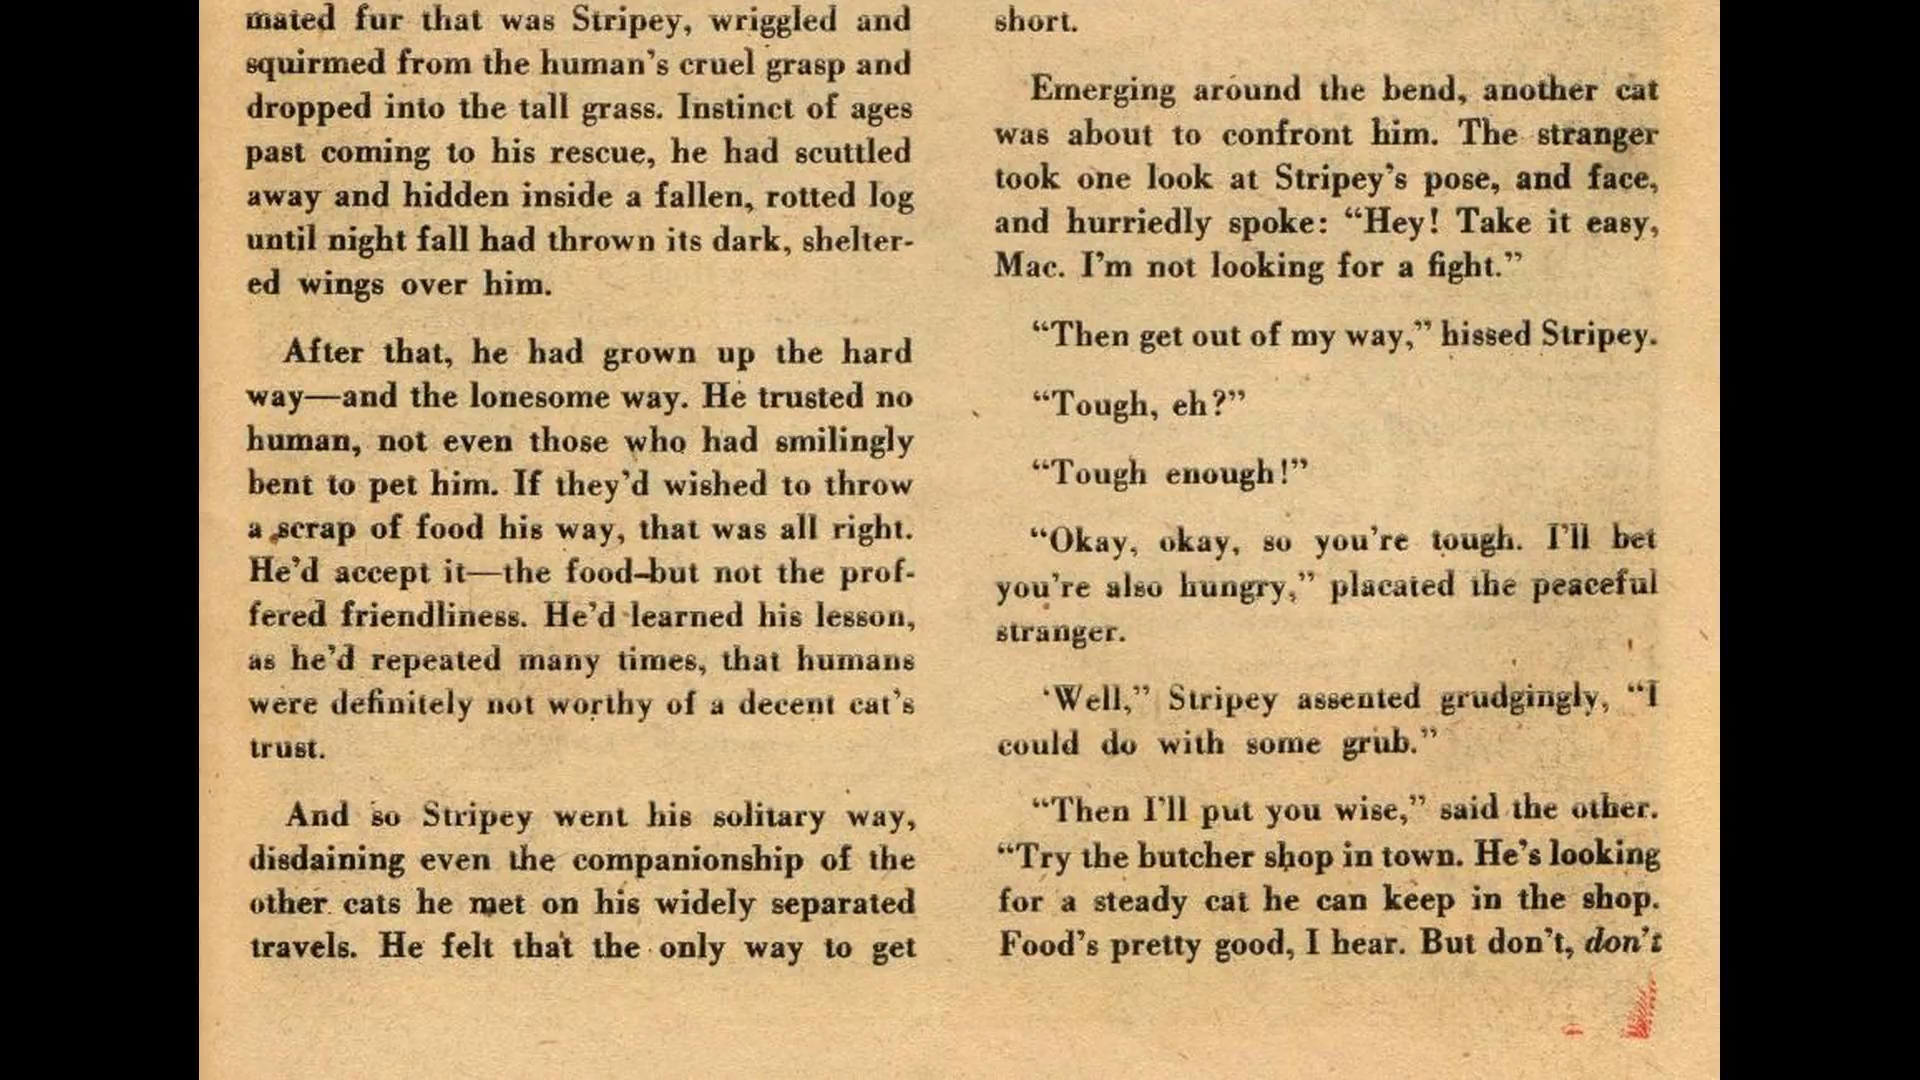 mated fur that was Stripey, wriggled and
squirmed from the human's cruel grasp and
dropped into the tall grass. Instinct of ages
past coming to his rescue, he had scuttled
away and hidden inside a fallen, rotted log
until night fall had thrown its dark, shelter-
ed wings over him.
After that, he had grown up the hard
way—and the lonesome way. He trusted no
human, not even those who had smilingly
bent to pet him. If they'd wished to throw
a scrap of food his way, that was all right.
He'd accept it—the food—but not the prof-
fered friendliness. He'd learned his lesson,
as he'd repeated many times, that humans
were definitely not worthy of a decent cat's
trust.
And so Stripey went his solitary way,
disdaining even the companionship of the
other cats he met on his widely separated
travels. He felt that the only way to get
short.
Emerging around the bend, another cat
was about to confront him. The stranger
took one look at Stripey's pose, and face,
and hurriedly spoke: “Hey! Take it easy,
Mac. I'm not looking for a fight.”
“Then get out of my way,” hissed Stripey.
“Tough, eh?”
“Tough enough!”
“Okay, okay, so you're tough. I'll bet
you're also hungry,” placated the peaceful
stranger.
‘Well,” Stripey assented grudgingly, “I
could do with some grub.”
“Then I'll put you wise,” said the other.
“Try the butcher shop in town. He's looking
for a steady cat he can keep in the shop.
Food's pretty good, I hear. But don't, don't